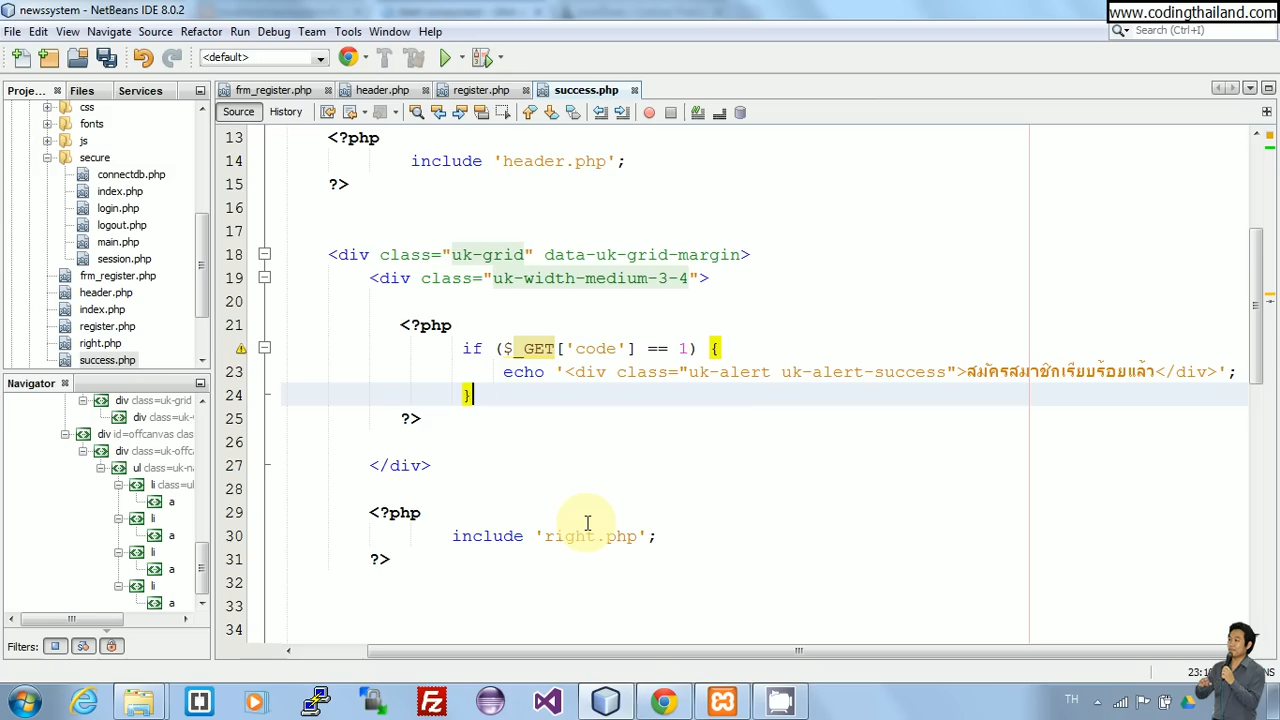 newssystem - NetBeans IDE 8.0.2
www.codingthailand.com
File Edit View Navigate Source Refactor Run Debug Team Tools Window Help
Search (Ctrl+I)
<default>
Proje... Files Services
frm_register.php header.php register.php success.php
Source History
css
fonts
js
secure
connectdb.php
index.php
login.php
logout.php
main.php
session.php
frm_register.php
header.php
index.php
register.php
right.php
success.php
Navigator
div class=uk-grid
div class=uk-
div id=offcanvas clas
div class=uk-offc
ul class=uk-na
li class=uk
a
li
a
li
a
li
a
Filters:
13 <?php
14 include 'header.php';
15 ?>
16
17
18 <div class="uk-grid" data-uk-grid-margin>
19 <div class="uk-width-medium-3-4">
20
21 <?php
22 if ($_GET['code'] == 1) {
23 echo '<div class="uk-alert uk-alert-success">สมัครสมาชิกเรียบร้อยแล้ว</div>';
24 }
25 ?>
26
27 </div>
28
29 <?php
30 include 'right.php';
31 ?>
32
33
34
TH